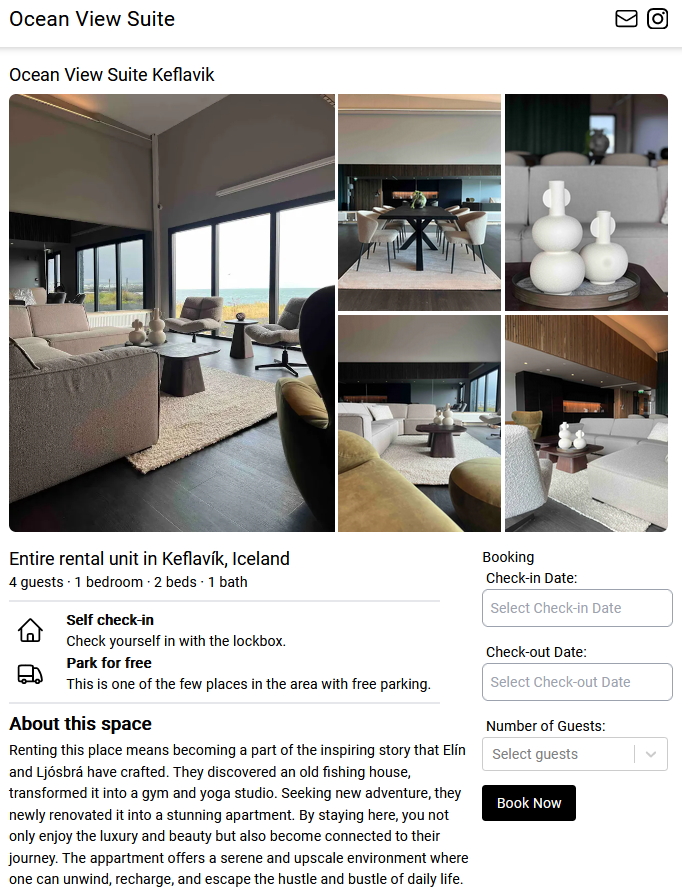 Ocean View Suite
Ocean View Suite Keflavik
Entire rental unit in Keflavík, Iceland
4 guests · 1 bedroom · 2 beds · 1 bath
Self check-in
Check yourself in with the lockbox.
Park for free
This is one of the few places in the area with free parking.
About this space
Renting this place means becoming a part of the inspiring story that Elín
and Ljósbrá have crafted. They discovered an old fishing house,
transformed it into a gym and yoga studio. Seeking new adventure, they
newly renovated it into a stunning apartment. By staying here, you not
only enjoy the luxury and beauty but also become connected to their
journey. The appartment offers a serene and upscale environment where
one can unwind, recharge, and escape the hustle and bustle of daily life.
Booking
Check-in Date:
Select Check-in Date
Check-out Date:
Select Check-out Date
Number of Guests:
Select guests
Book Now